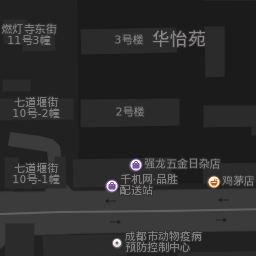 燃灯寺东街
11号3幢
3号楼
华怡苑
七道堰街
10号-2幢
2号楼
七道堰街
10号-1幢
强龙五金日杂店
千机网·品胜
配送站
鸡茅店
成都市动物疫病
预防控制中心